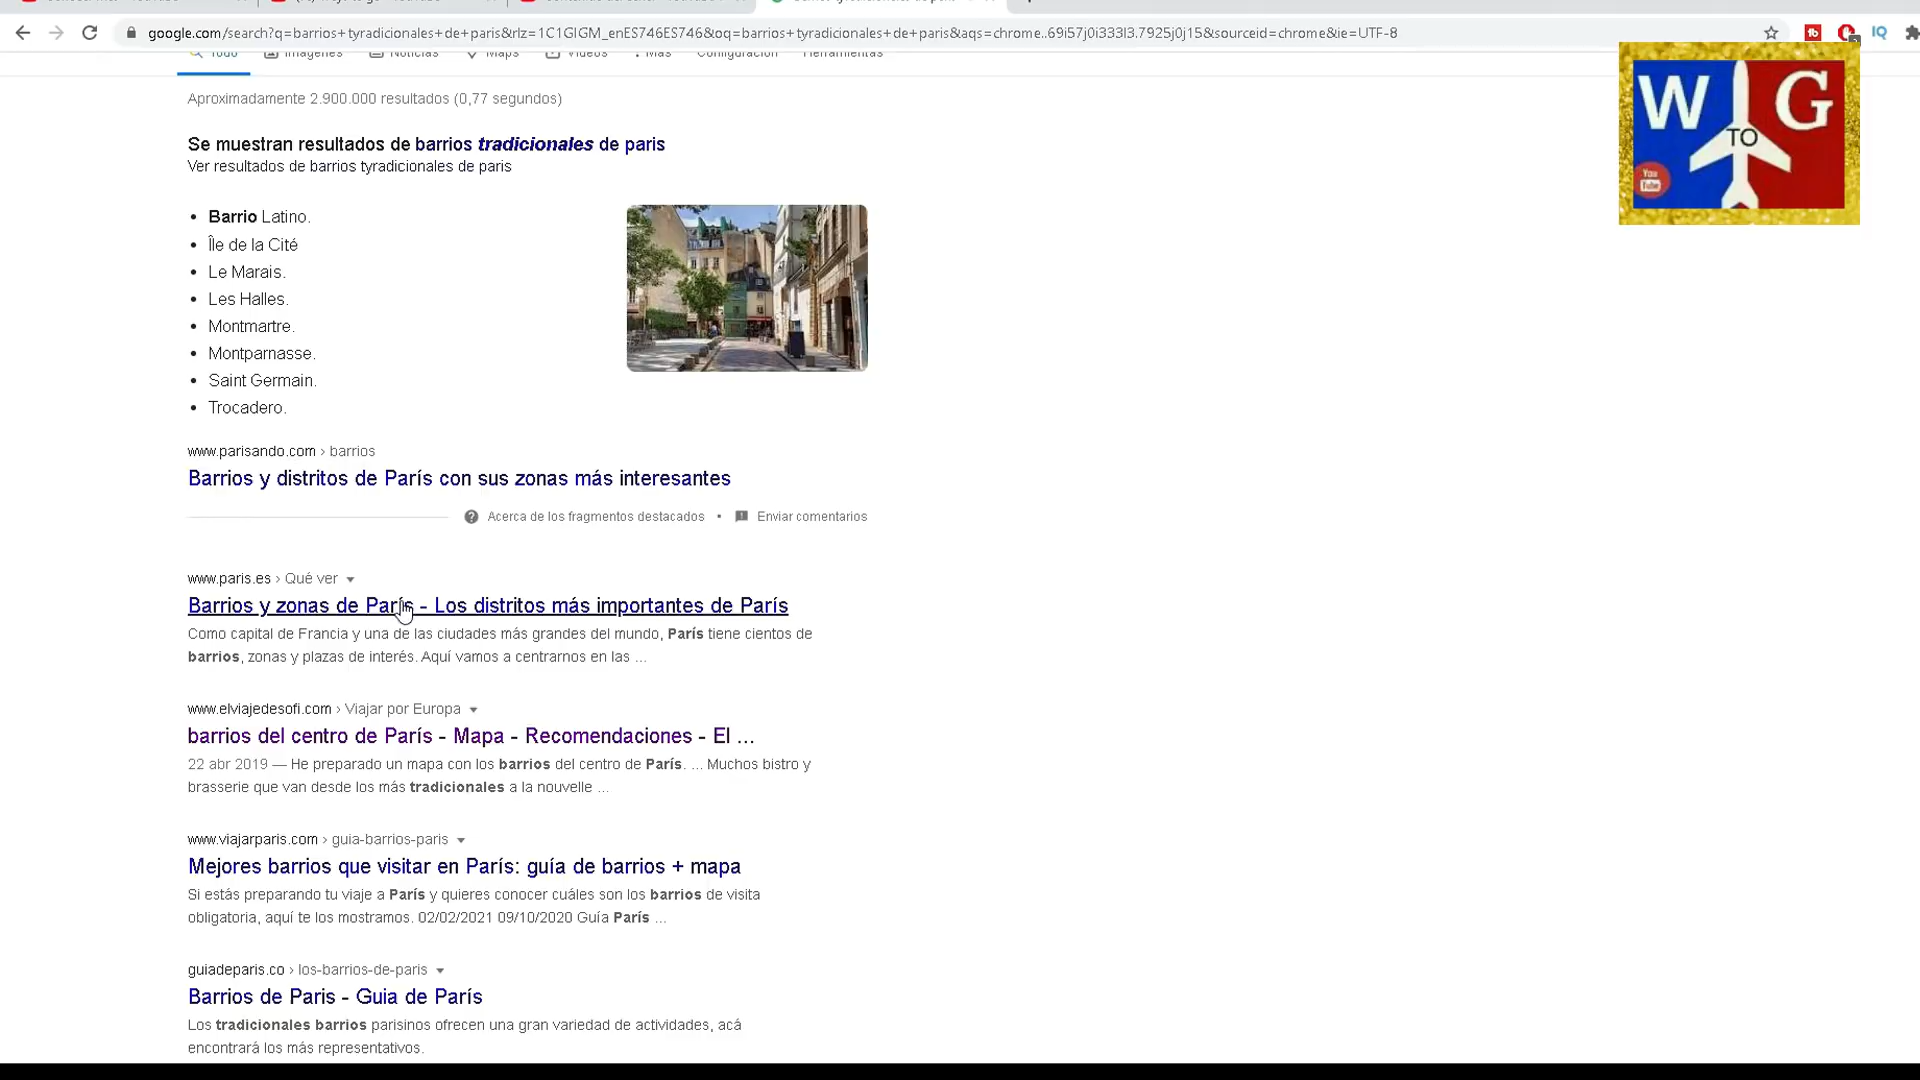 google.com/search?q=barrios+tyradicionales+de+paris&rlz=1C1GIGM_enES746ES746&oq=barrios+tyradicionales+de+paris&aqs=chrome..69i57j0i333l3.7925j0j15&sourceid=chrome&ie=UTF-8
Todo Imágenes Noticias Maps Vídeos Más Configuración Herramientas
Aproximadamente 2.900.000 resultados (0,77 segundos)
W TO G
You Tube
Se muestran resultados de barrios tradicionales de paris
Ver resultados de barrios tyradicionales de paris
• Barrio Latino.
• Île de la Cité
• Le Marais.
• Les Halles.
• Montmartre.
• Montparnasse.
• Saint Germain.
• Trocadero.
www.parisando.com › barrios
Barrios y distritos de París con sus zonas más interesantes
Acerca de los fragmentos destacados • Enviar comentarios
www.paris.es › Qué ver
Barrios y zonas de París - Los distritos más importantes de París
Como capital de Francia y una de las ciudades más grandes del mundo, París tiene cientos de
barrios, zonas y plazas de interés. Aquí vamos a centrarnos en las ...
www.elviajedesofi.com › Viajar por Europa
barrios del centro de París - Mapa - Recomendaciones - El ...
22 abr 2019 — He preparado un mapa con los barrios del centro de París. ... Muchos bistro y
brasserie que van desde los más tradicionales a la nouvelle ...
www.viajarparis.com › guia-barrios-paris
Mejores barrios que visitar en París: guía de barrios + mapa
Si estás preparando tu viaje a París y quieres conocer cuáles son los barrios de visita
obligatoria, aquí te los mostramos. 02/02/2021 09/10/2020 Guía París ...
guiadeparis.co › los-barrios-de-paris
Barrios de Paris - Guia de París
Los tradicionales barrios parisinos ofrecen una gran variedad de actividades, acá
encontrará los más representativos.